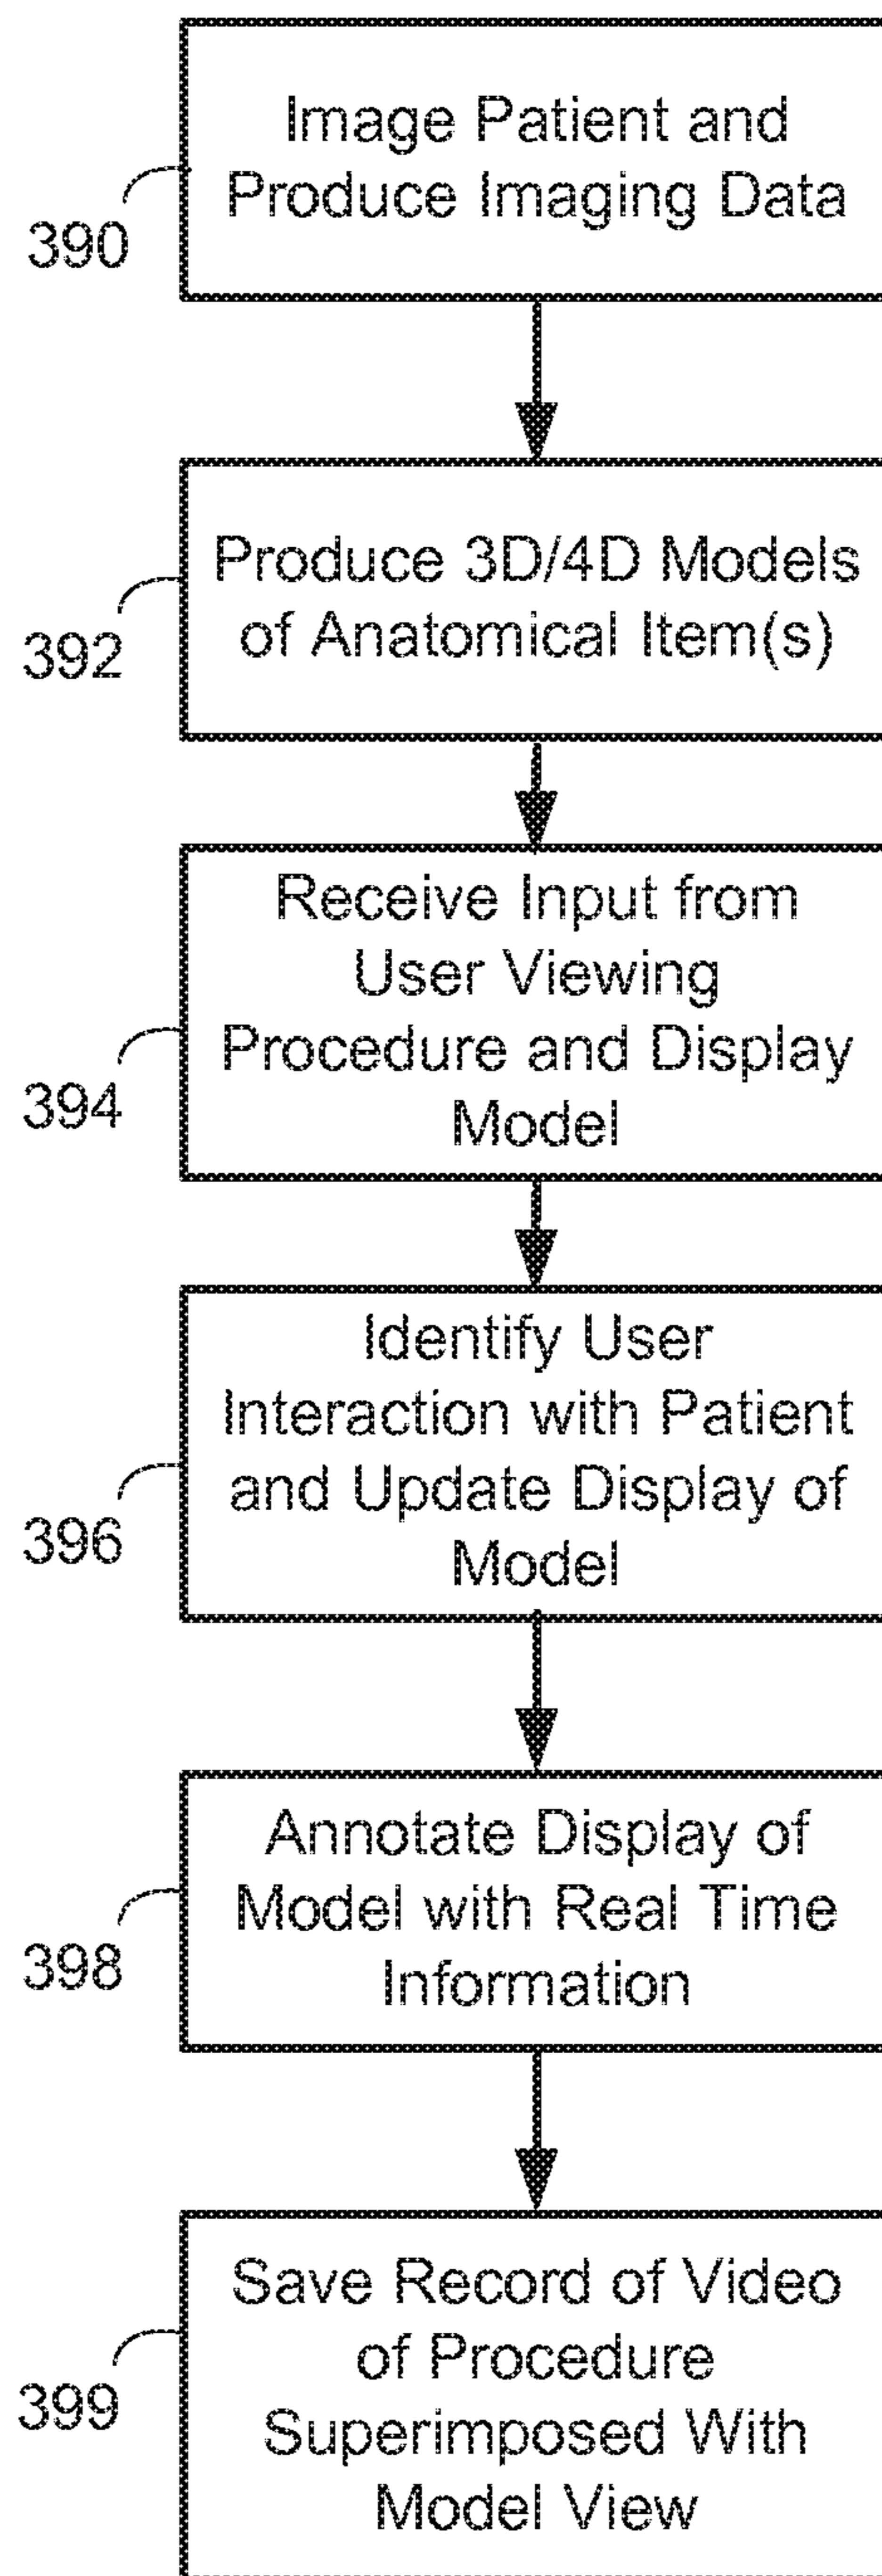 Image Patient and
Produce Imaging Data
390
Produce 3D/4D Models
of Anatomical Item(s)
392
Receive Input from
User Viewing
Procedure and Display
Model
394
Identify User
Interaction with Patient
and Update Display of
Model
396
Annotate Display of
Model with Real Time
Information
398
Save Record of Video
of Procedure
Superimposed With
Model View
399